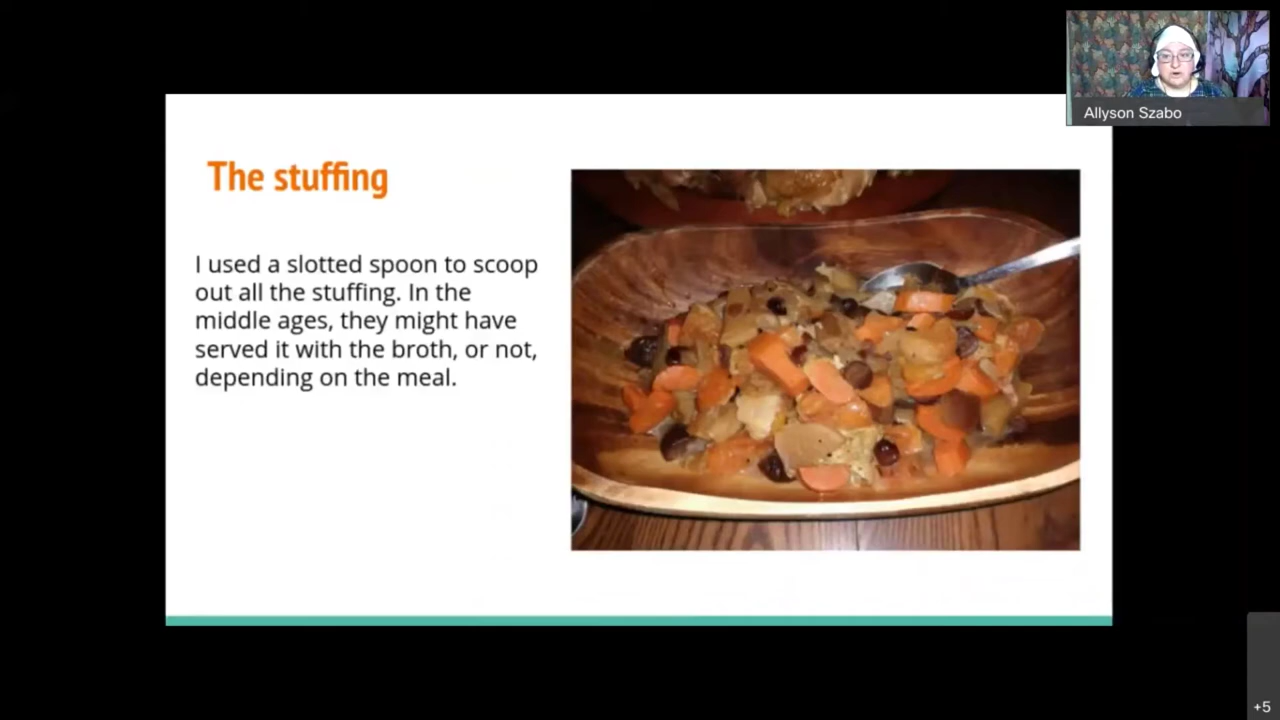 Allyson Szabo
The stuffing
I used a slotted spoon to scoop
out all the stuffing. In the
middle ages, they might have
served it with the broth, or not,
depending on the meal.
+5